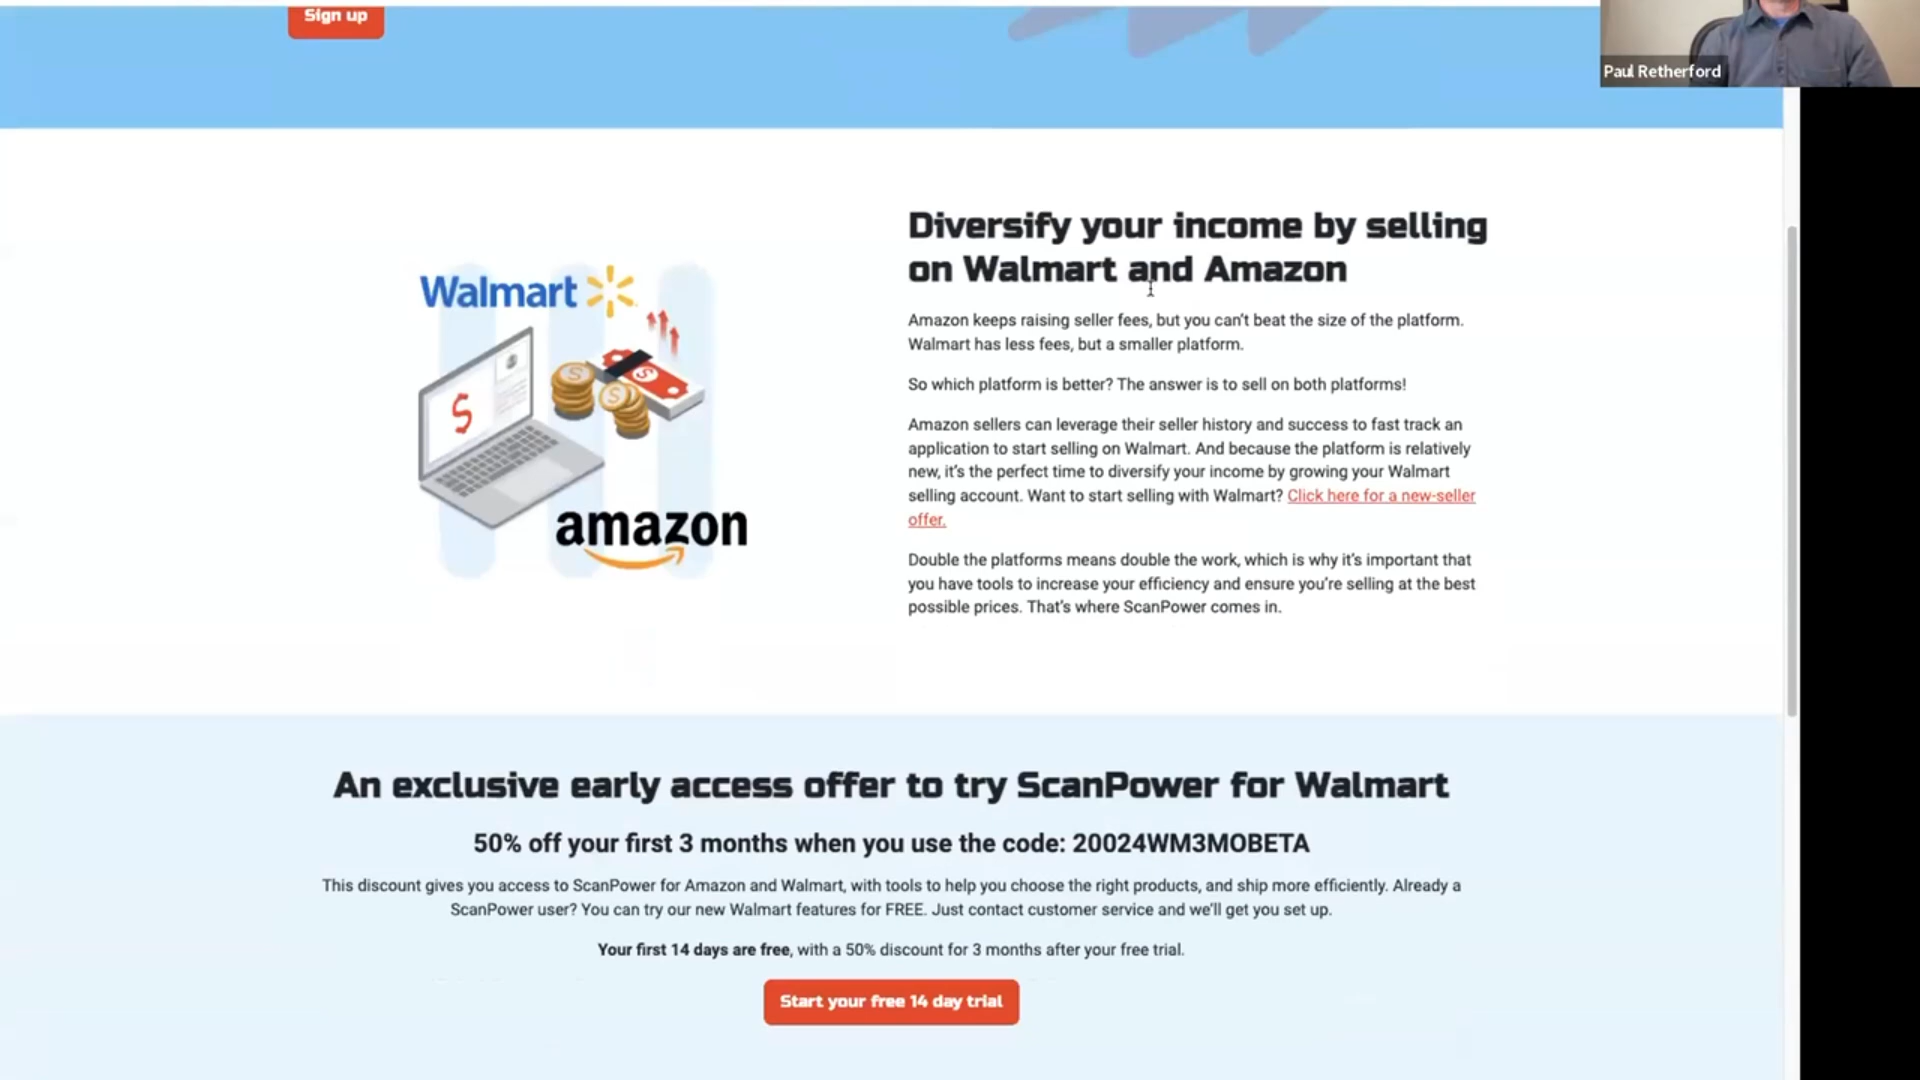 Sign up
Paul Retherford
Diversify your income by selling
on Walmart and Amazon
Walmart
Amazon keeps raising seller fees, but you can't beat the size of the platform.
Walmart has less fees, but a smaller platform.
So which platform is better? The answer is to sell on both platforms!
Amazon sellers can leverage their seller history and success to fast track an
application to start selling on Walmart. And because the platform is relatively
new, it's the perfect time to diversify your income by growing your Walmart
selling account. Want to start selling with Walmart? Click here for a new-seller
offer.
amazon
Double the platforms means double the work, which is why it's important that
you have tools to increase your efficiency and ensure you're selling at the best
possible prices. That's where ScanPower comes in.
An exclusive early access offer to try ScanPower for Walmart
50% off your first 3 months when you use the code: 20024WM3MOBETA
This discount gives you access to ScanPower for Amazon and Walmart, with tools to help you choose the right products, and ship more efficiently. Already a
ScanPower user? You can try our new Walmart features for FREE. Just contact customer service and we'll get you set up.
Your first 14 days are free, with a 50% discount for 3 months after your free trial.
Start your free 14 day trial